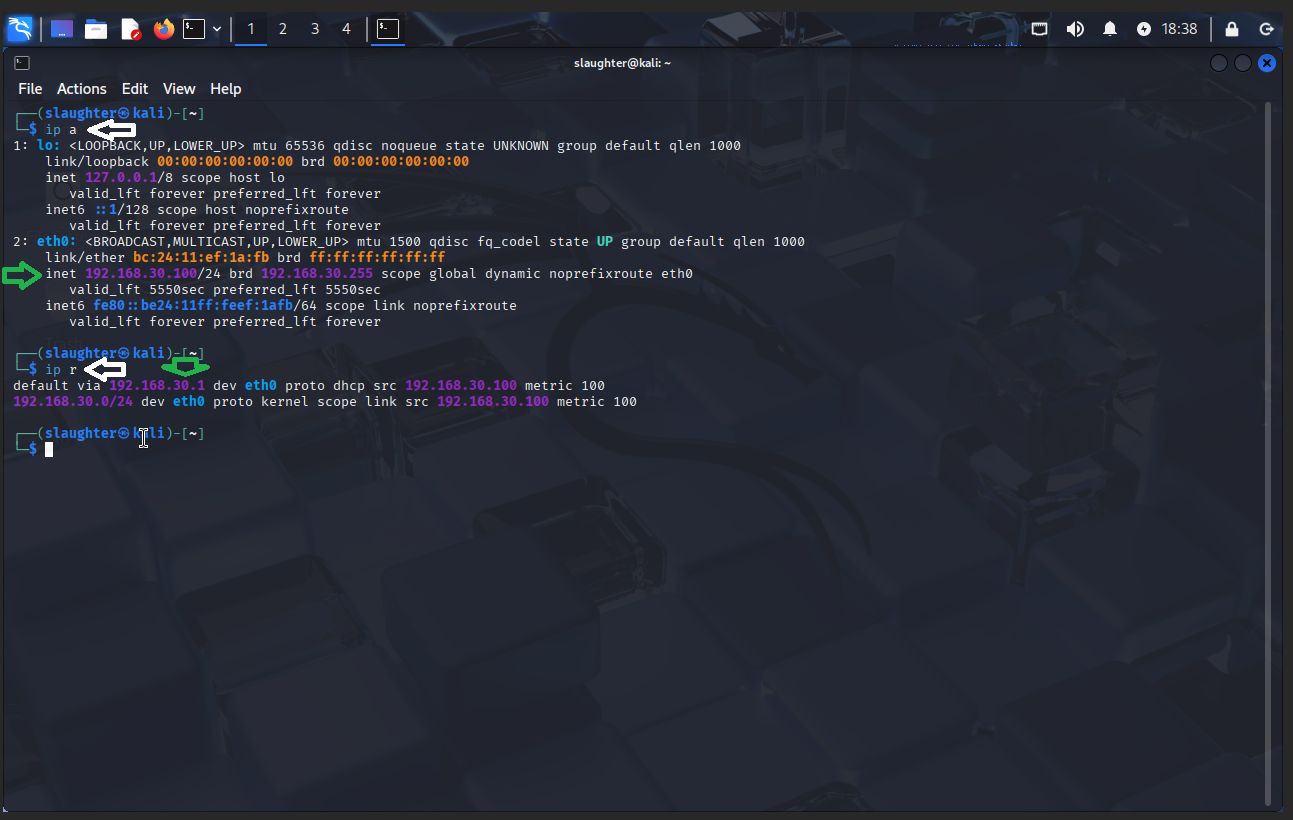 1 2 3 4 18:38
slaughter@kali: ~
File Actions Edit View Help
┌──(slaughter㉿kali)-[~]
└─$ ip a
1: lo: <LOOPBACK,UP,LOWER_UP> mtu 65536 qdisc noqueue state UNKNOWN group default qlen 1000
link/loopback 00:00:00:00:00:00 brd 00:00:00:00:00:00
inet 127.0.0.1/8 scope host lo
valid_lft forever preferred_lft forever
inet6 ::1/128 scope host noprefixroute
valid_lft forever preferred_lft forever
2: eth0: <BROADCAST,MULTICAST,UP,LOWER_UP> mtu 1500 qdisc fq_codel state UP group default qlen 1000
link/ether bc:24:11:ef:1a:fb brd ff:ff:ff:ff:ff:ff
inet 192.168.30.100/24 brd 192.168.30.255 scope global dynamic noprefixroute eth0
valid_lft 5550sec preferred_lft 5550sec
inet6 fe80::be24:11ff:feef:1afb/64 scope link noprefixroute
valid_lft forever preferred_lft forever
┌──(slaughter㉿kali)-[~]
└─$ ip r
default via 192.168.30.1 dev eth0 proto dhcp src 192.168.30.100 metric 100
192.168.30.0/24 dev eth0 proto kernel scope link src 192.168.30.100 metric 100
┌──(slaughter㉿kali)-[~]
└─$